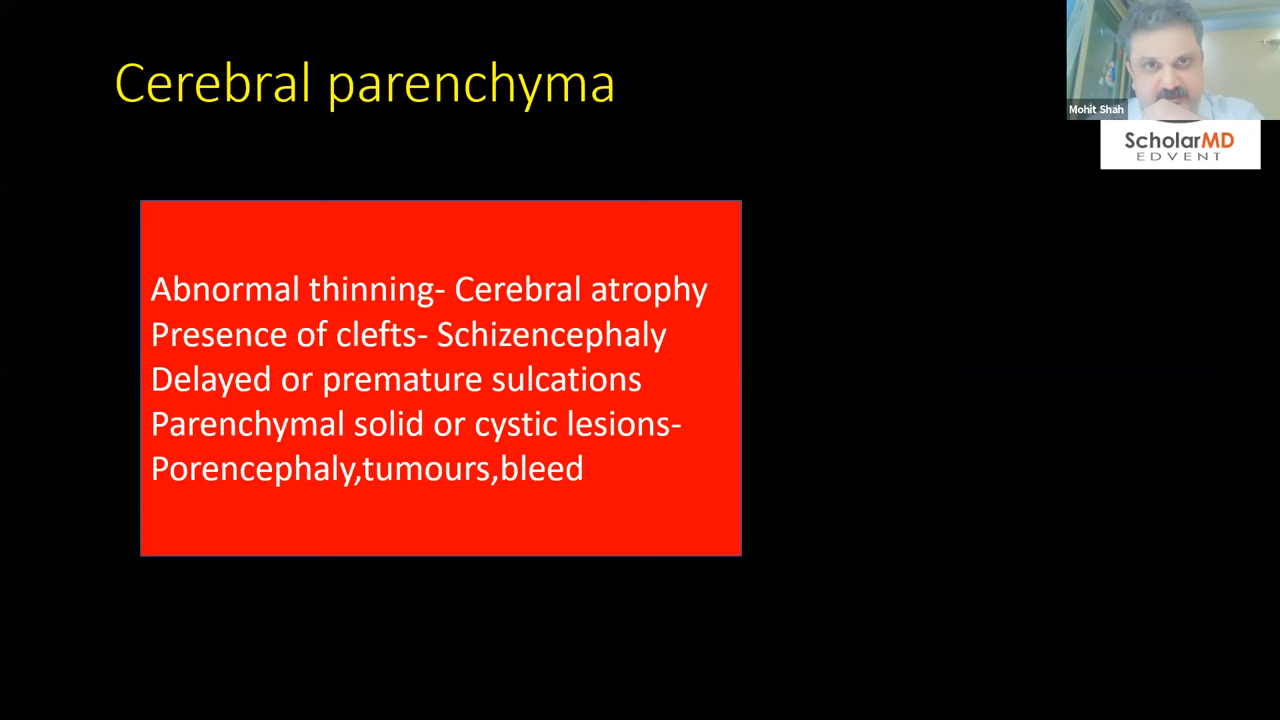 Cerebral parenchyma
Mohit Shah
ScholarMD
EDVENT
Abnormal thinning- Cerebral atrophy
Presence of clefts- Schizencephaly
Delayed or premature sulcations
Parenchymal solid or cystic lesions-
Porencephaly,tumours,bleed